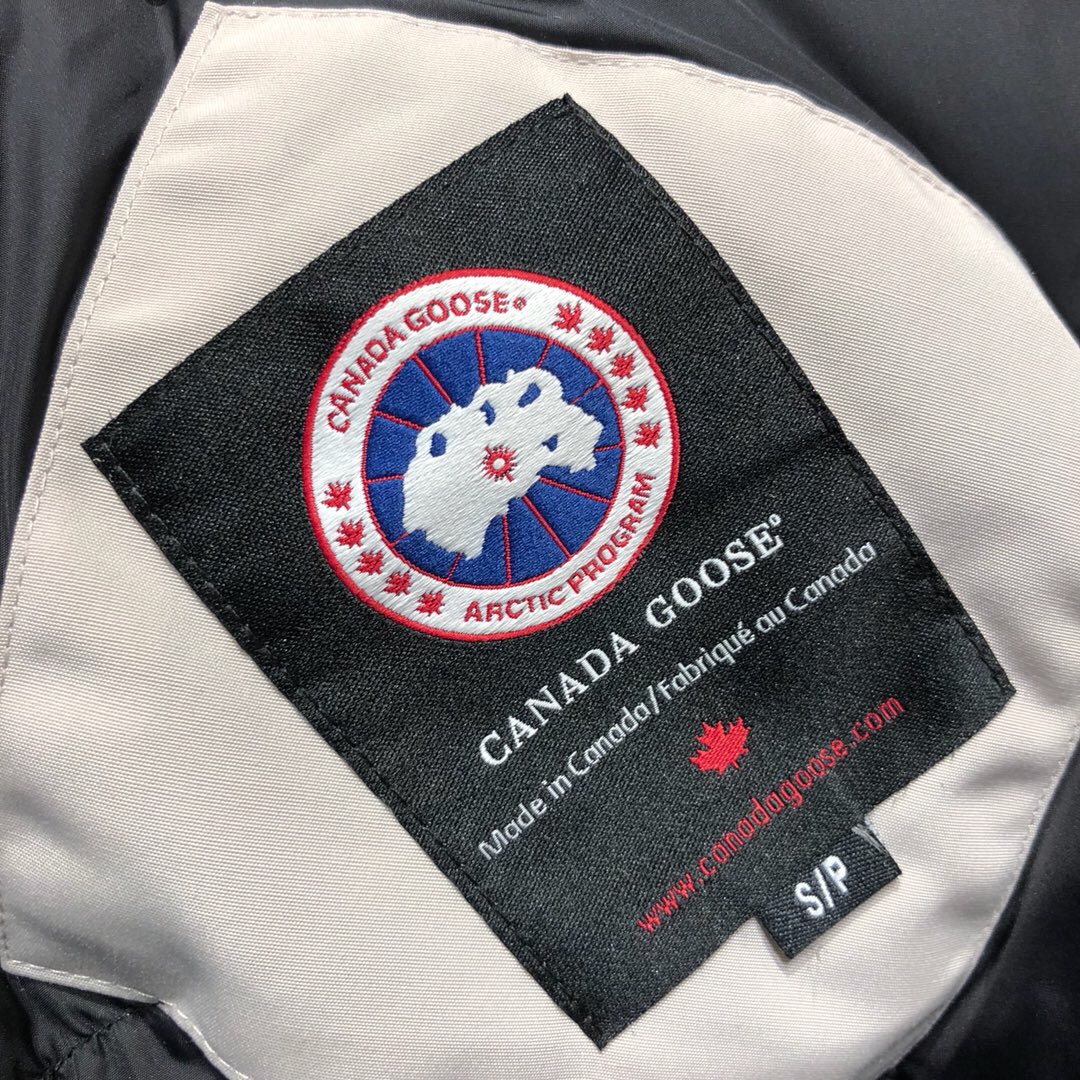 CANADA GOOSE®
ARCTIC PROGRAM
CANADA GOOSE®
Made in Canada/Fabriqué au Canada
www.canadagoose.com
S/P